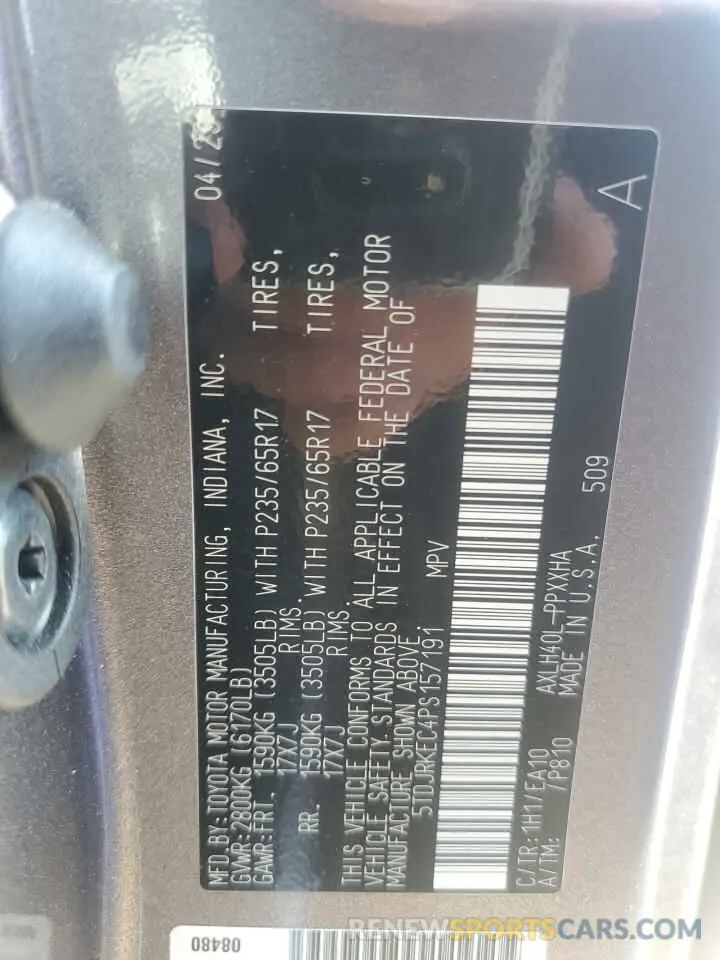 MFD.BY:TOYOTA MOTOR MANUFACTURING, INDIANA, INC. 04/23
GVWR:2800KG (6170LB)
GAWR:FRT. 1590KG (3505LB) WITH P235/65R17 TIRES,
17X7J RIMS.
RR. 1590KG (3505LB) WITH P235/65R17 TIRES,
17X7J RIMS.
THIS VEHICLE CONFORMS TO ALL APPLICABLE FEDERAL MOTOR
VEHICLE SAFETY STANDARDS IN EFFECT ON THE DATE OF
MANUFACTURE SHOWN ABOVE.
5TDJRKEC4PS157191 MPV
C/TR:1H1/EA10 AXLH40L-PPXXHA
A/TM: /P810 MADE IN U.S.A. 509
A
08480
RENEWSPORTSCARS.COM